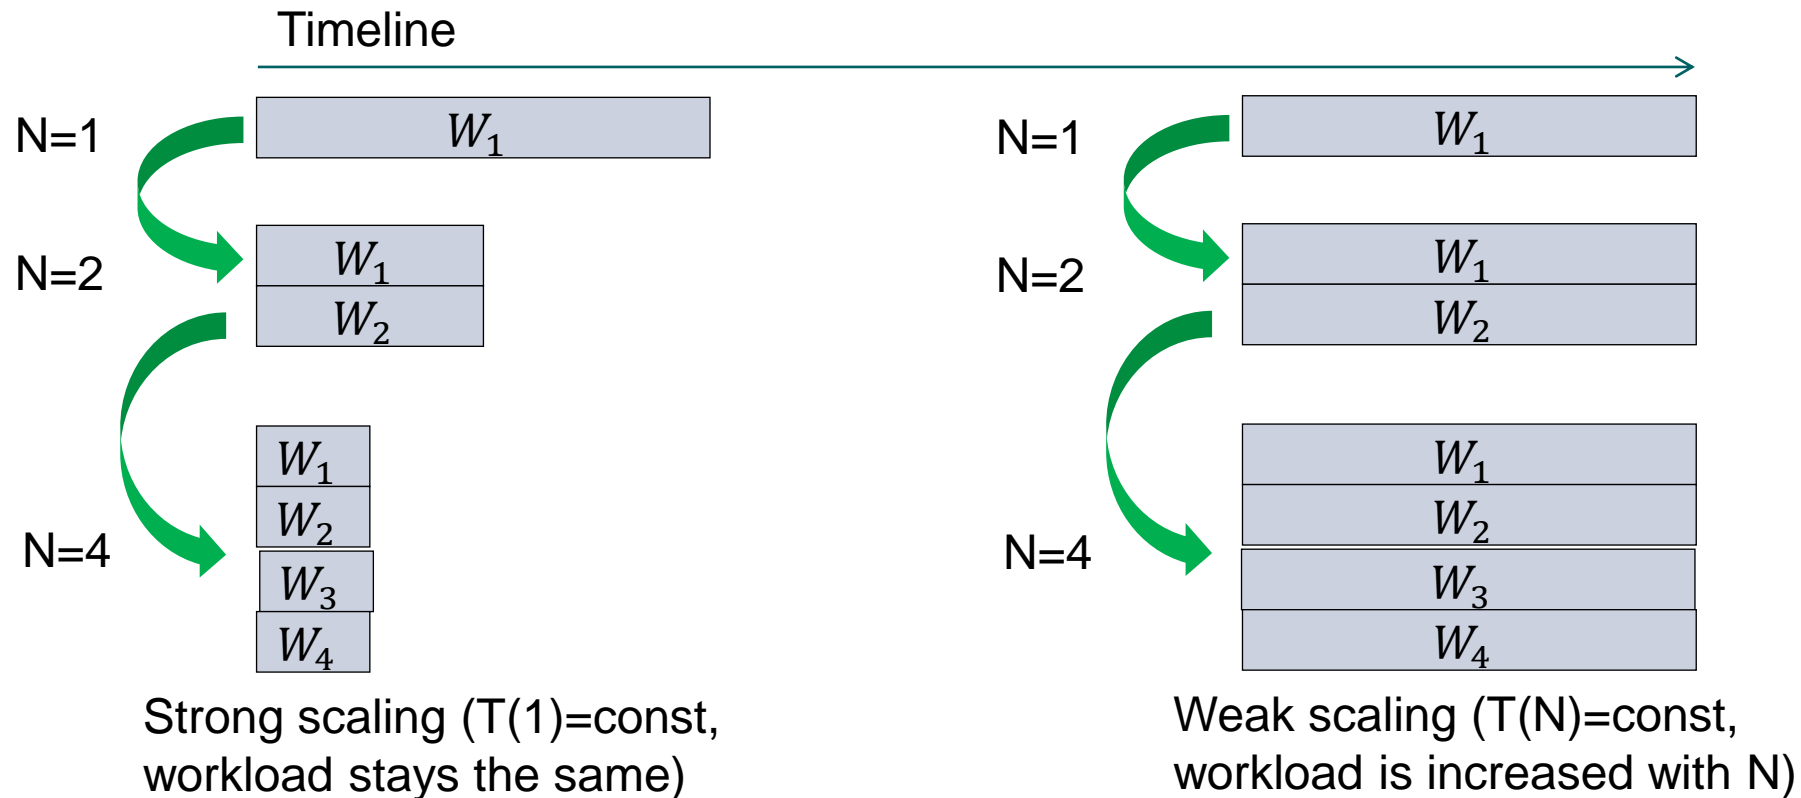 Timeline
N=1
W₁
N=2
W₁
W₂
N=4
W₁
W₂
W₃
W₄
Strong scaling (T(1)=const,
workload stays the same)
N=1
W₁
N=2
W₁
W₂
N=4
W₁
W₂
W₃
W₄
Weak scaling (T(N)=const,
workload is increased with N)